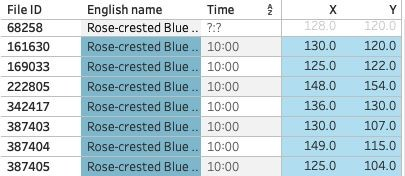 File ID English name Time A Z X Y
68258 Rose-crested Blue .. ?:? 128.0 120.0
161630 Rose-crested Blue .. 10:00 130.0 120.0
169033 Rose-crested Blue .. 10:00 125.0 122.0
222805 Rose-crested Blue .. 10:00 148.0 154.0
342417 Rose-crested Blue .. 10:00 136.0 130.0
387403 Rose-crested Blue .. 10:00 130.0 107.0
387404 Rose-crested Blue .. 10:00 149.0 115.0
387405 Rose-crested Blue .. 10:00 125.0 104.0